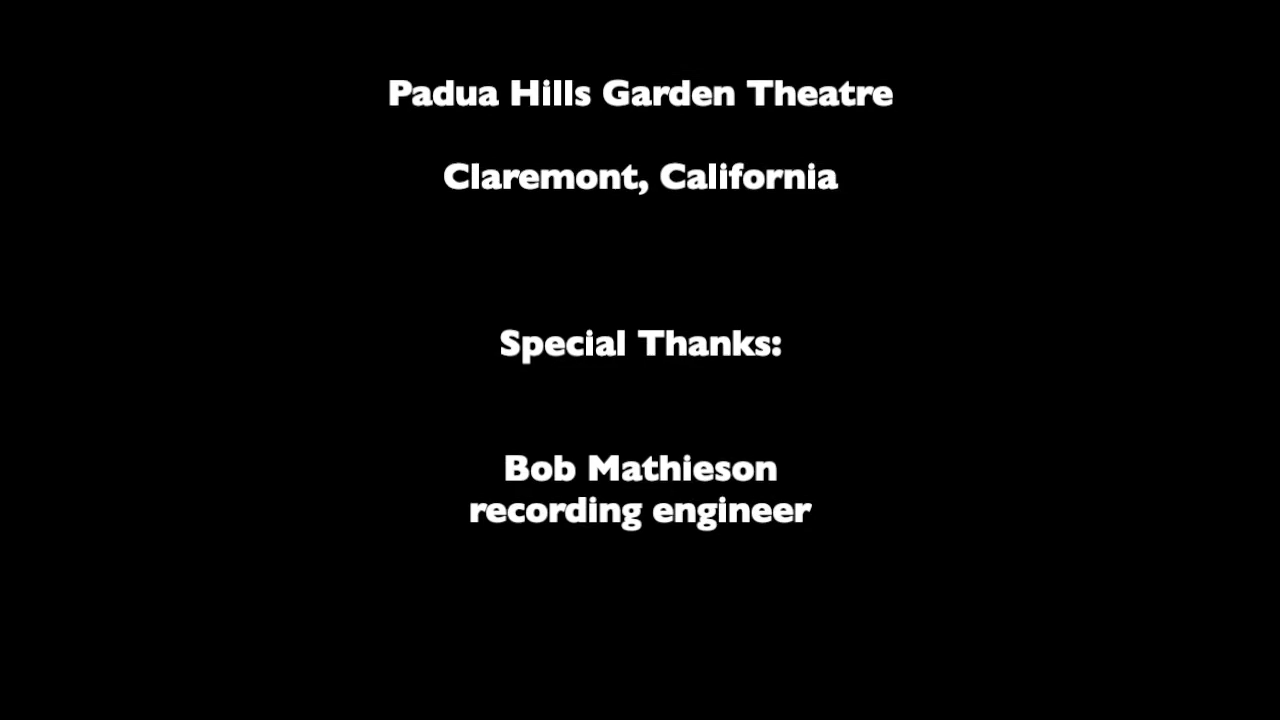 Padua Hills Garden Theatre
Claremont, California
Special Thanks:
Bob Mathieson
recording engineer